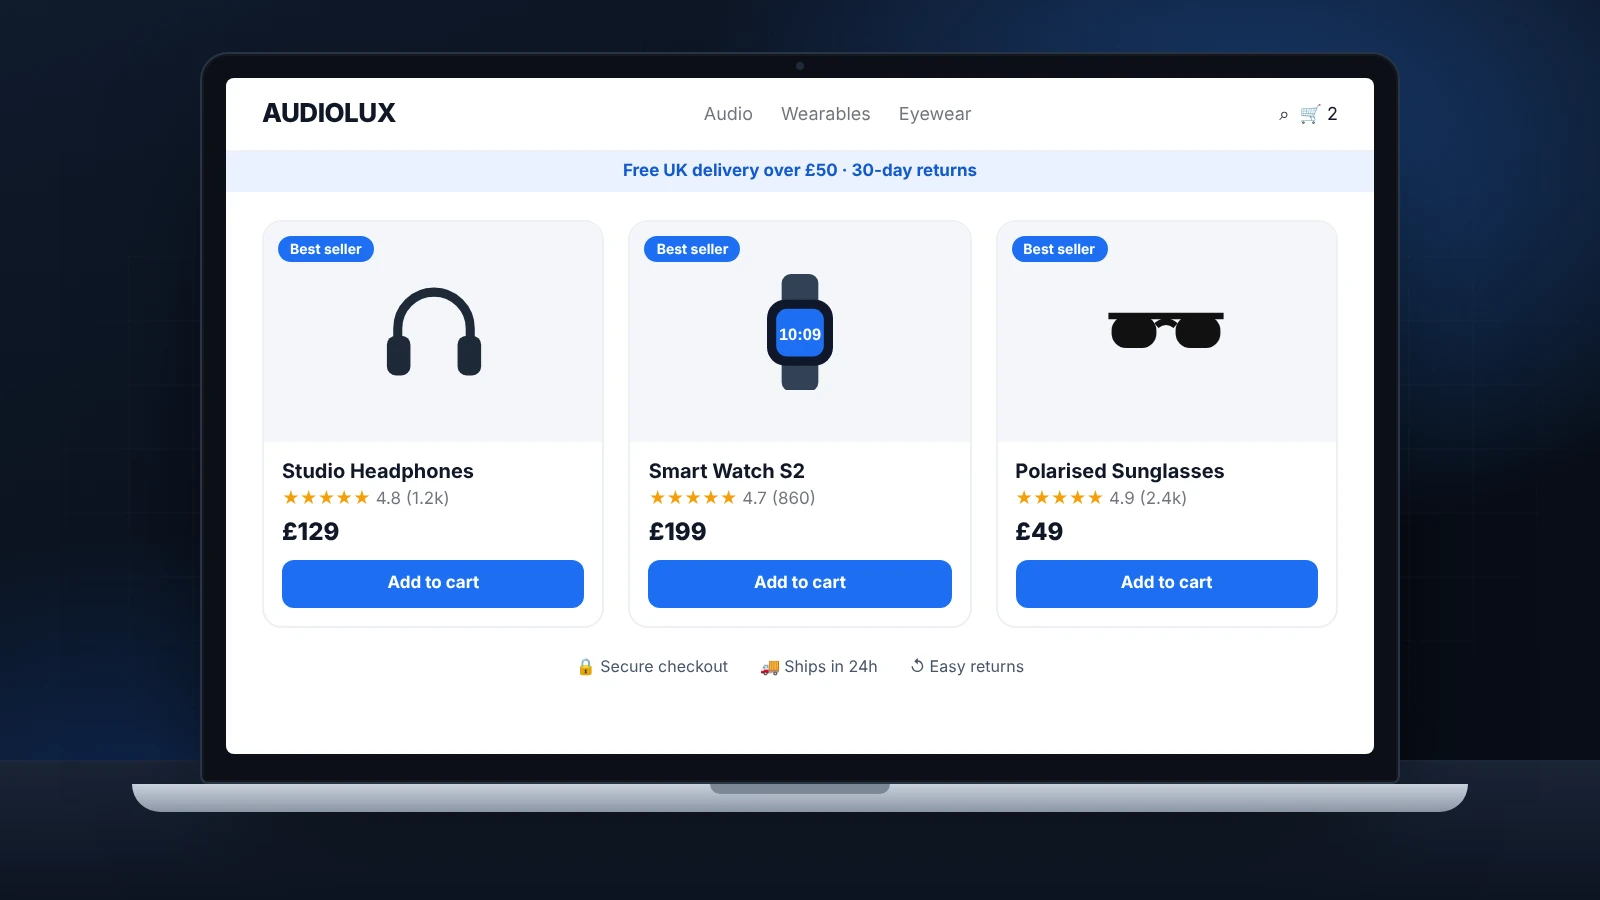 AUDIOLUX
Audio Wearables Eyewear
2
Free UK delivery over £50 · 30-day returns
Best seller
10:09
Best seller
Best seller
Studio Headphones
★★★★★ 4.8 (1.2k)
£129
Add to cart
Smart Watch S2
★★★★★ 4.7 (860)
£199
Add to cart
Polarised Sunglasses
★★★★★ 4.9 (2.4k)
£49
Add to cart
Secure checkout
Ships in 24h
Easy returns